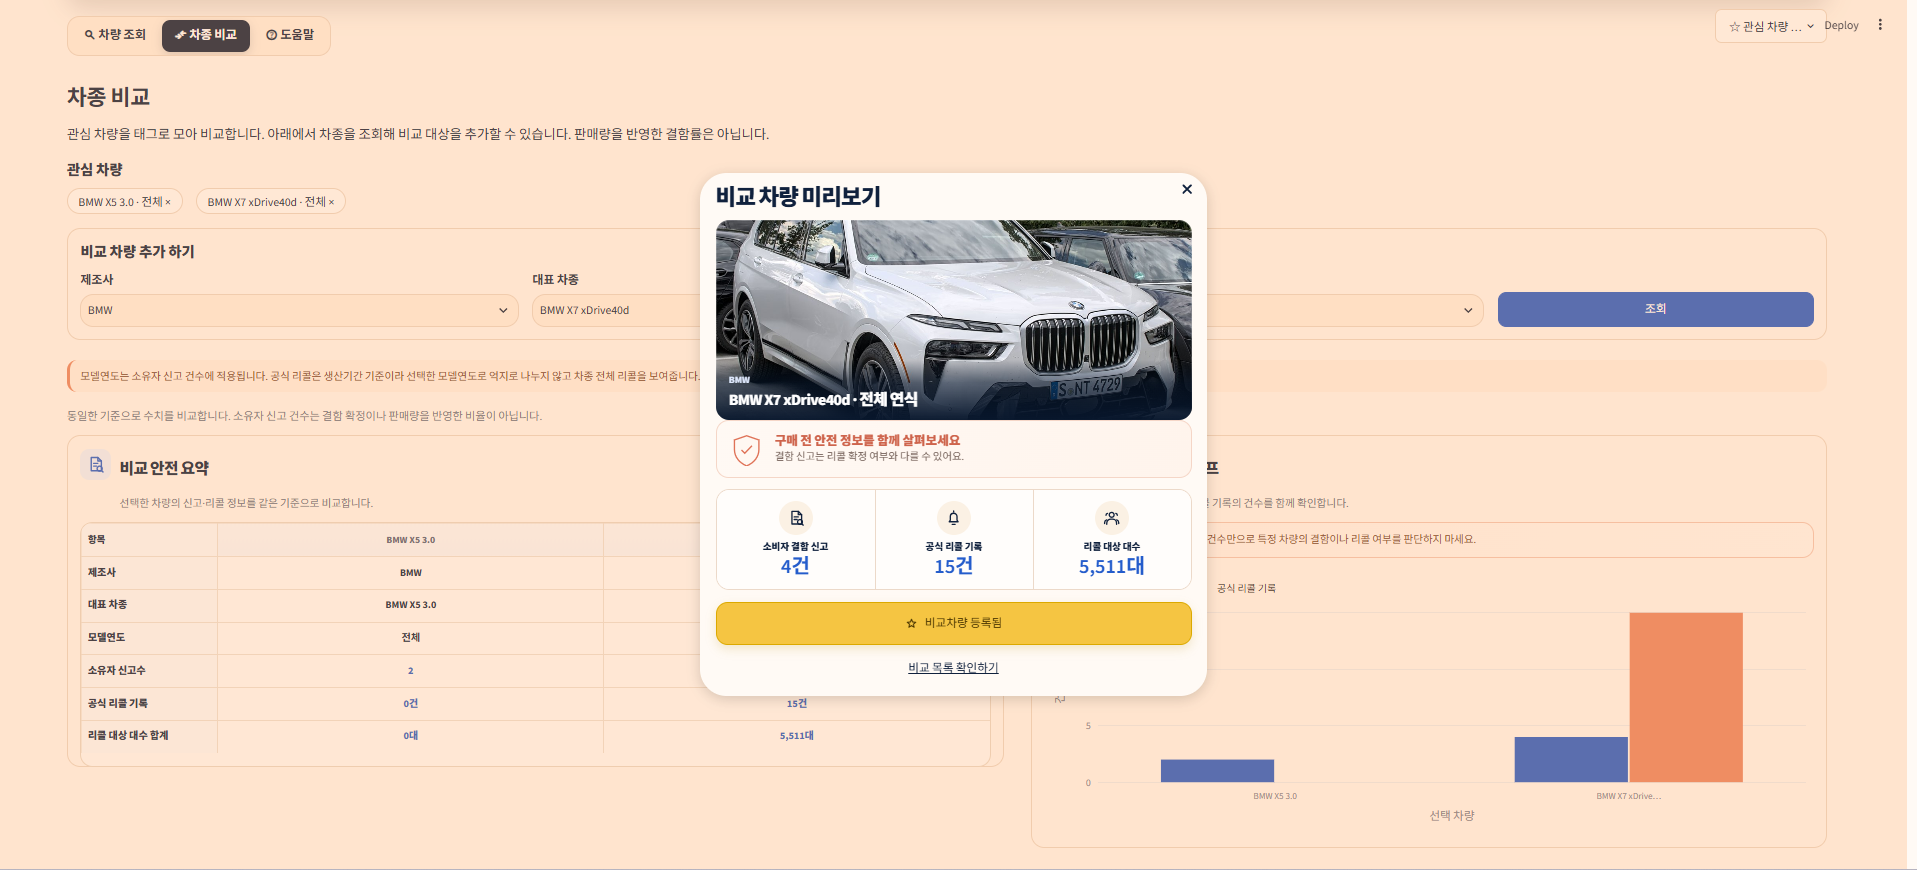 차량 조회
차종 비교
도움말
☆ 관심 차량 ...
Deploy
차종 비교
관심 차량을 태그로 모아 비교합니다. 아래에서 차종을 조회해 비교 대상을 추가할 수 있습니다. 판매량을 반영한 결함률은 아닙니다.
관심 차량
BMW X5 3.0 · 전체 ×
BMW X7 xDrive40d · 전체 ×
비교 차량 추가 하기
제조사
대표 차종
BMW
BMW X7 xDrive40d
조회
모델연도는 소유자 신고 건수에 적용됩니다. 공식 리콜은 생산기간 기준이라 선택한 모델연도로 억지로 나누지 않고 차종 전체 리콜을 보여줍니다.
동일한 기준으로 수치를 비교합니다. 소유자 신고 건수는 결함 확정이나 판매량을 반영한 비율이 아닙니다.
비교 안전 요약
선택한 차량의 신고·리콜 정보를 같은 기준으로 비교합니다.
항목
BMW X5 3.0
제조사
BMW
대표 차종
BMW X5 3.0
모델연도
전체
소유자 신고수
2
공식 리콜 기록
0건
15건
리콜 대상 대수 합계
0대
5,511대
비교 차량 미리보기
BMW
BMW X7 xDrive40d · 전체 연식
S NT 4729
구매 전 안전 정보를 함께 살펴보세요
결함 신고는 리콜 확정 여부와 다를 수 있어요.
소비자 결함 신고
4건
공식 리콜 기록
15건
리콜 대상 대수
5,511대
비교차량 등록됨
비교 목록 확인하기
프
기록의 건수를 함께 확인합니다.
건수만으로 특정 차량의 결함이나 리콜 여부를 판단하지 마세요.
공식 리콜 기록
5
0
BMW X5 3.0
BMW X7 xDrive...
선택 차량